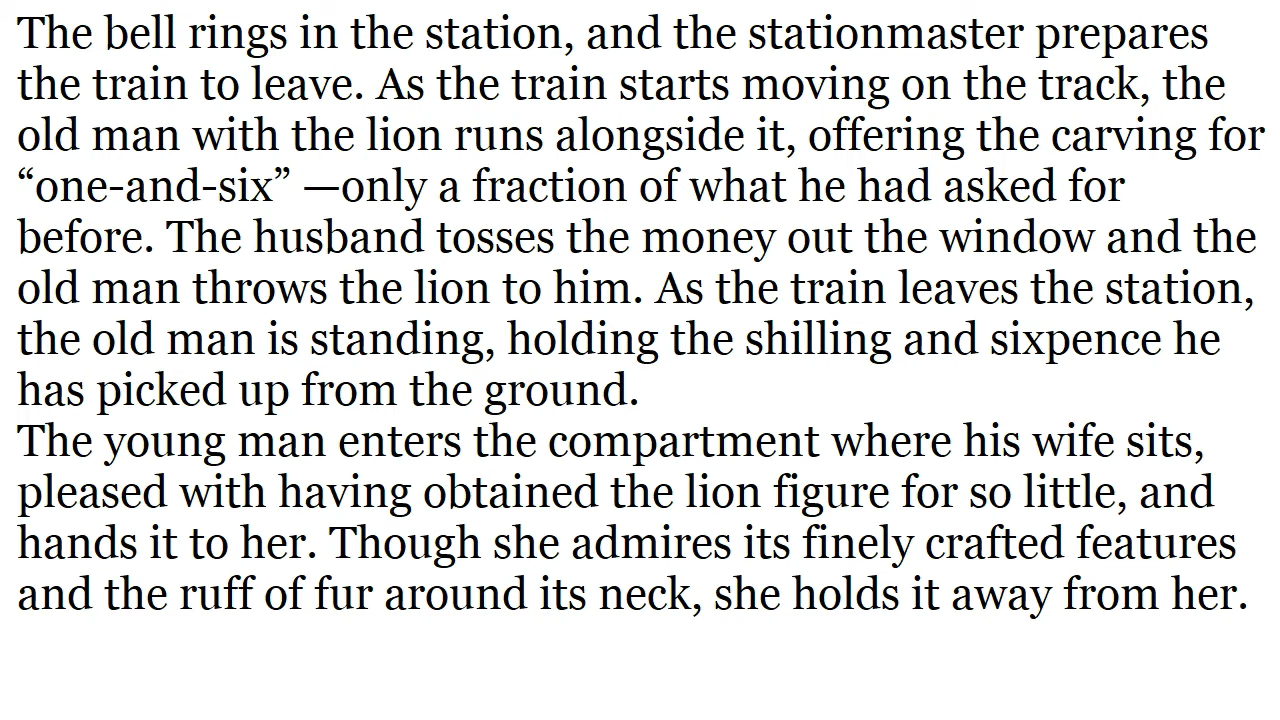 The bell rings in the station, and the stationmaster prepares
the train to leave. As the train starts moving on the track, the
old man with the lion runs alongside it, offering the carving for
“one-and-six” —only a fraction of what he had asked for
before. The husband tosses the money out the window and the
old man throws the lion to him. As the train leaves the station,
the old man is standing, holding the shilling and sixpence he
has picked up from the ground.
The young man enters the compartment where his wife sits,
pleased with having obtained the lion figure for so little, and
hands it to her. Though she admires its finely crafted features
and the ruff of fur around its neck, she holds it away from her.